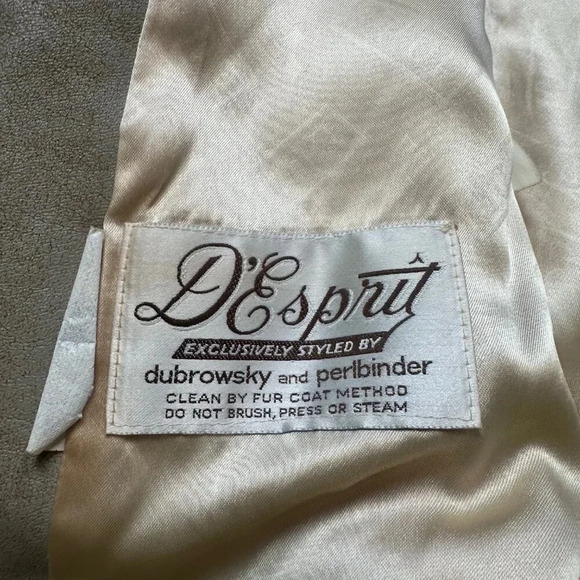 D'Esprit
EXCLUSIVELY STYLED BY
dubrowsky and perlbinder
CLEAN BY FUR COAT METHOD
DO NOT BRUSH, PRESS OR STEAM